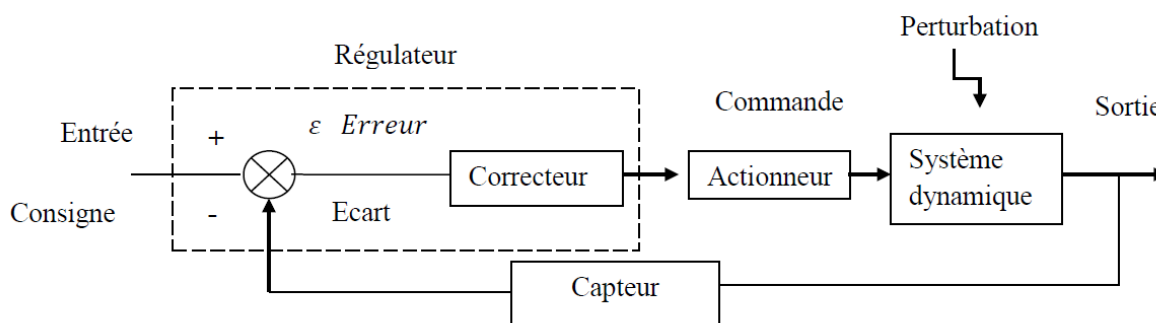 Perturbation
Régulateur
Commande
Sortie
Entrée
+
ε Erreur
Correcteur
Actionneur
Système
dynamique
Consigne
-
Ecart
Capteur